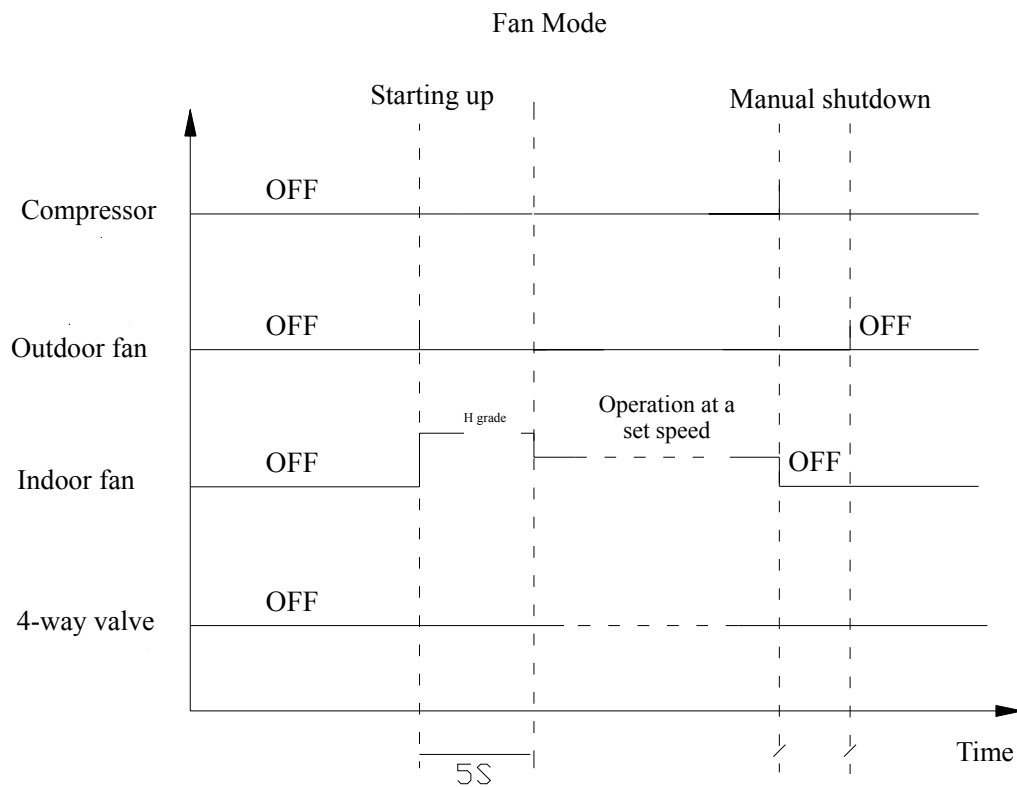 Fan Mode
Starting up
Manual shutdown
OFF
Compressor
OFF
OFF
Outdoor fan
H grade
Operation at a
set speed
OFF
OFF
Indoor fan
OFF
4-way valve
Time
5S